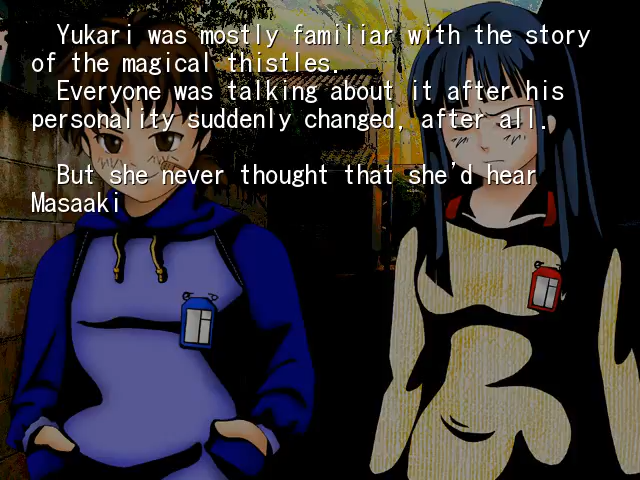 Yukari was mostly familiar with the story
of the magical thistles.
Everyone was talking about it after his
personality suddenly changed, after all.
But she never thought that she'd hear
Masaaki